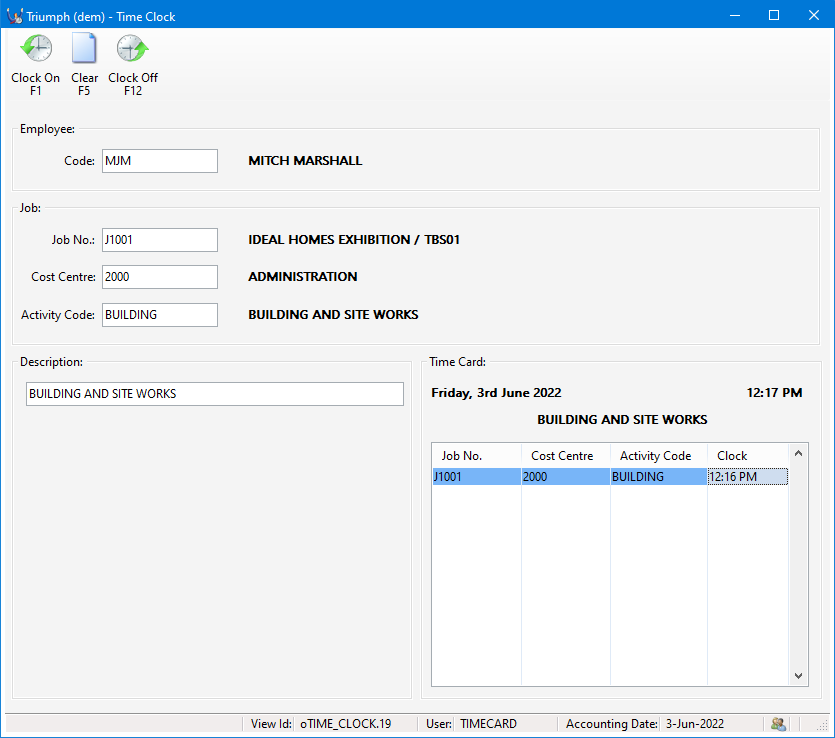 Triumph (dem) - Time Clock
Clock On Clear Clock Off
F1 F5 F12
Employee:
Code: MJM MITCH MARSHALL
Job:
Job No.: J1001 IDEAL HOMES EXHIBITION / TBS01
Cost Centre: 2000 ADMINISTRATION
Activity Code: BUILDING BUILDING AND SITE WORKS
Description:
BUILDING AND SITE WORKS
Time Card:
Friday, 3rd June 2022 12:17 PM
BUILDING AND SITE WORKS
Job No. Cost Centre Activity Code Clock
J1001 2000 BUILDING 12:16 PM
View Id: oTIME_CLOCK.19 User: TIMECARD Accounting Date: 3-Jun-2022